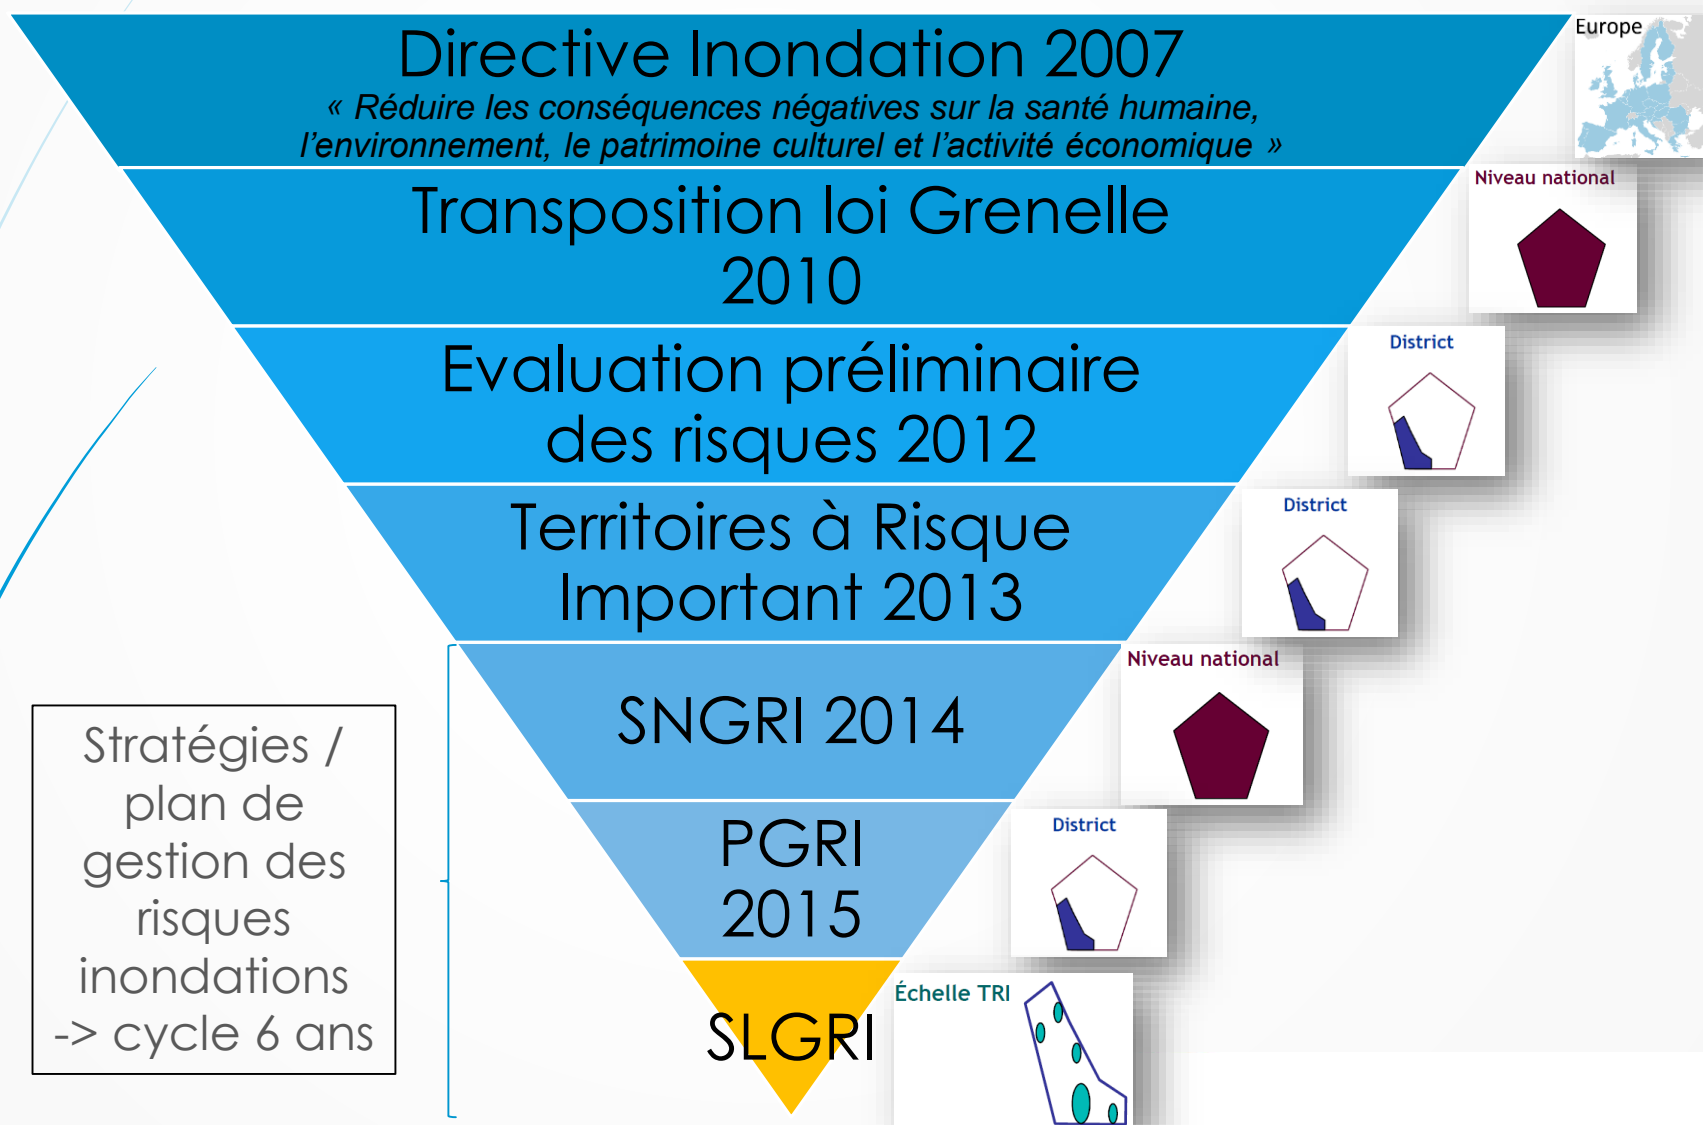 Directive Inondation 2007
« Réduire les conséquences négatives sur la santé humaine,
l'environnement, le patrimoine culturel et l'activité économique »
Europe
Transposition loi Grenelle
2010
Niveau national
Evaluation préliminaire
des risques 2012
District
Territoires à Risque
Important 2013
District
SNGRI 2014
Niveau national
PGRI
2015
District
SLGRI
Échelle TRI
Stratégies /
plan de
gestion des
risques
inondations
-> cycle 6 ans